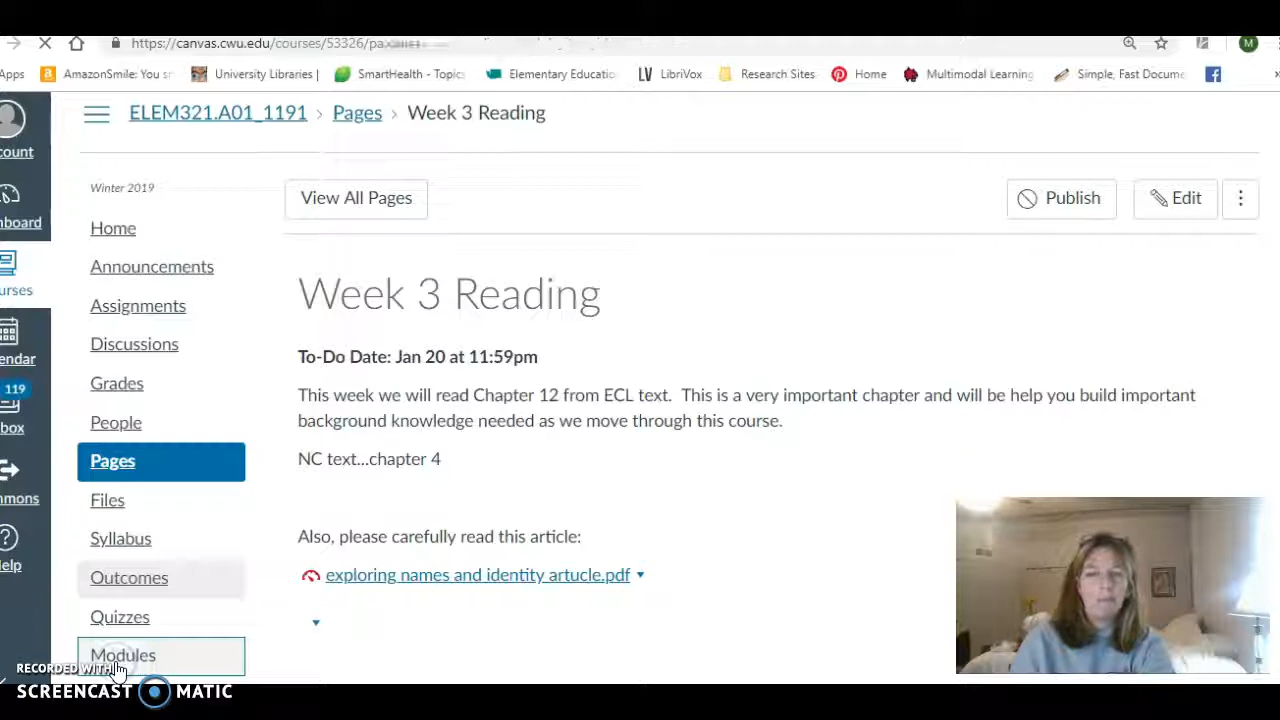 https://canvas.cwu.edu/courses/53326/pa
M
Apps
AmazonSmile: You s
University Libraries |
SmartHealth - Topics
Elementary Educatio
LibriVox
Research Sites
Home
Multimodal Learning
Simple, Fast Docume
»
ELEM321.A01_1191 > Pages > Week 3 Reading
count
Winter 2019
View All Pages
Publish
Edit
Home
hboard
Announcements
urses
Week 3 Reading
Assignments
Discussions
To-Do Date: Jan 20 at 11:59pm
endar
Grades
119
This week we will read Chapter 12 from ECL text. This is a very important chapter and will be help you build important
background knowledge needed as we move through this course.
People
box
Pages
NC text...chapter 4
Files
mmons
Syllabus
Also, please carefully read this article:
elp
Outcomes
exploring names and identity artucle.pdf
Quizzes
Modules
RECORDED WITH
SCREENCAST MATIC